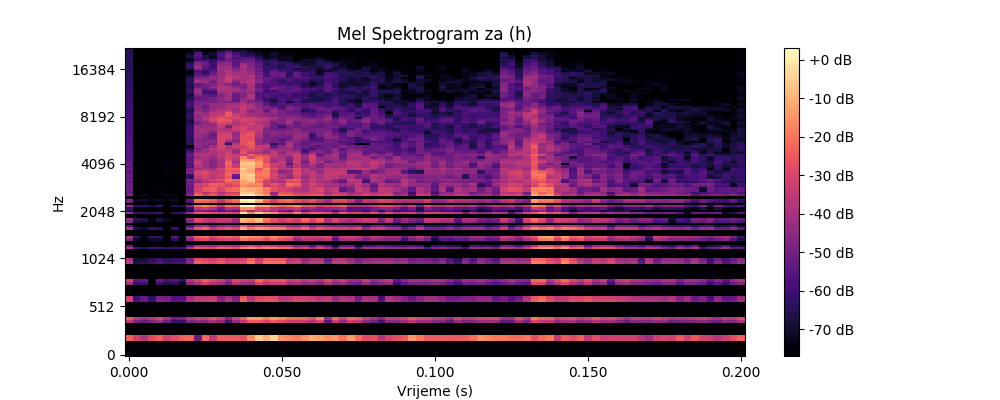 Mel Spektrogram za (h)
Hz
16384
8192
4096
2048
1024
512
0
0.000
0.050
0.100
0.150
0.200
Vrijeme (s)
+0 dB
-10 dB
-20 dB
-30 dB
-40 dB
-50 dB
-60 dB
-70 dB